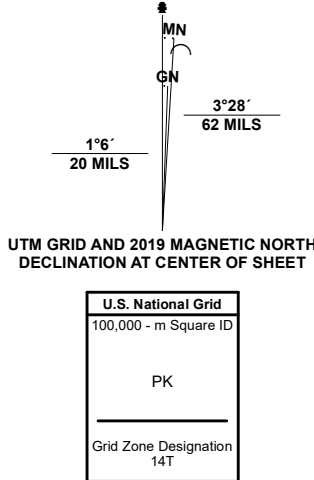 MN
GN
3°28´
62 MILS
1°6´
20 MILS
UTM GRID AND 2019 MAGNETIC NORTH
DECLINATION AT CENTER OF SHEET
U.S. National Grid
100,000 - m Square ID
PK
Grid Zone Designation
14T